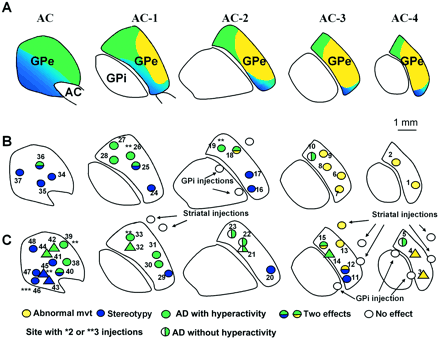 A
AC AC-1 AC-2 AC-3 AC-4
GPe GPe GPe GPe GPe
AC GPi
1 mm
B
36 37 34 35
27 ** 26 28 25 24
** 19 18 17 16
10 9 8 6
2 1
GPi injections
Striatal injections Striatal injections
C
48 42 39 ** 44 41 38 45 ** 47 40 *** 46 43
** 33 32 31 30 29
23 22 21 20
15 13 14 12 11
5 4 3
GPi injection
Abnormal mvt Stereotypy AD with hyperactivity Two effects No effect
Site with *2 or **3 injections AD without hyperactivity